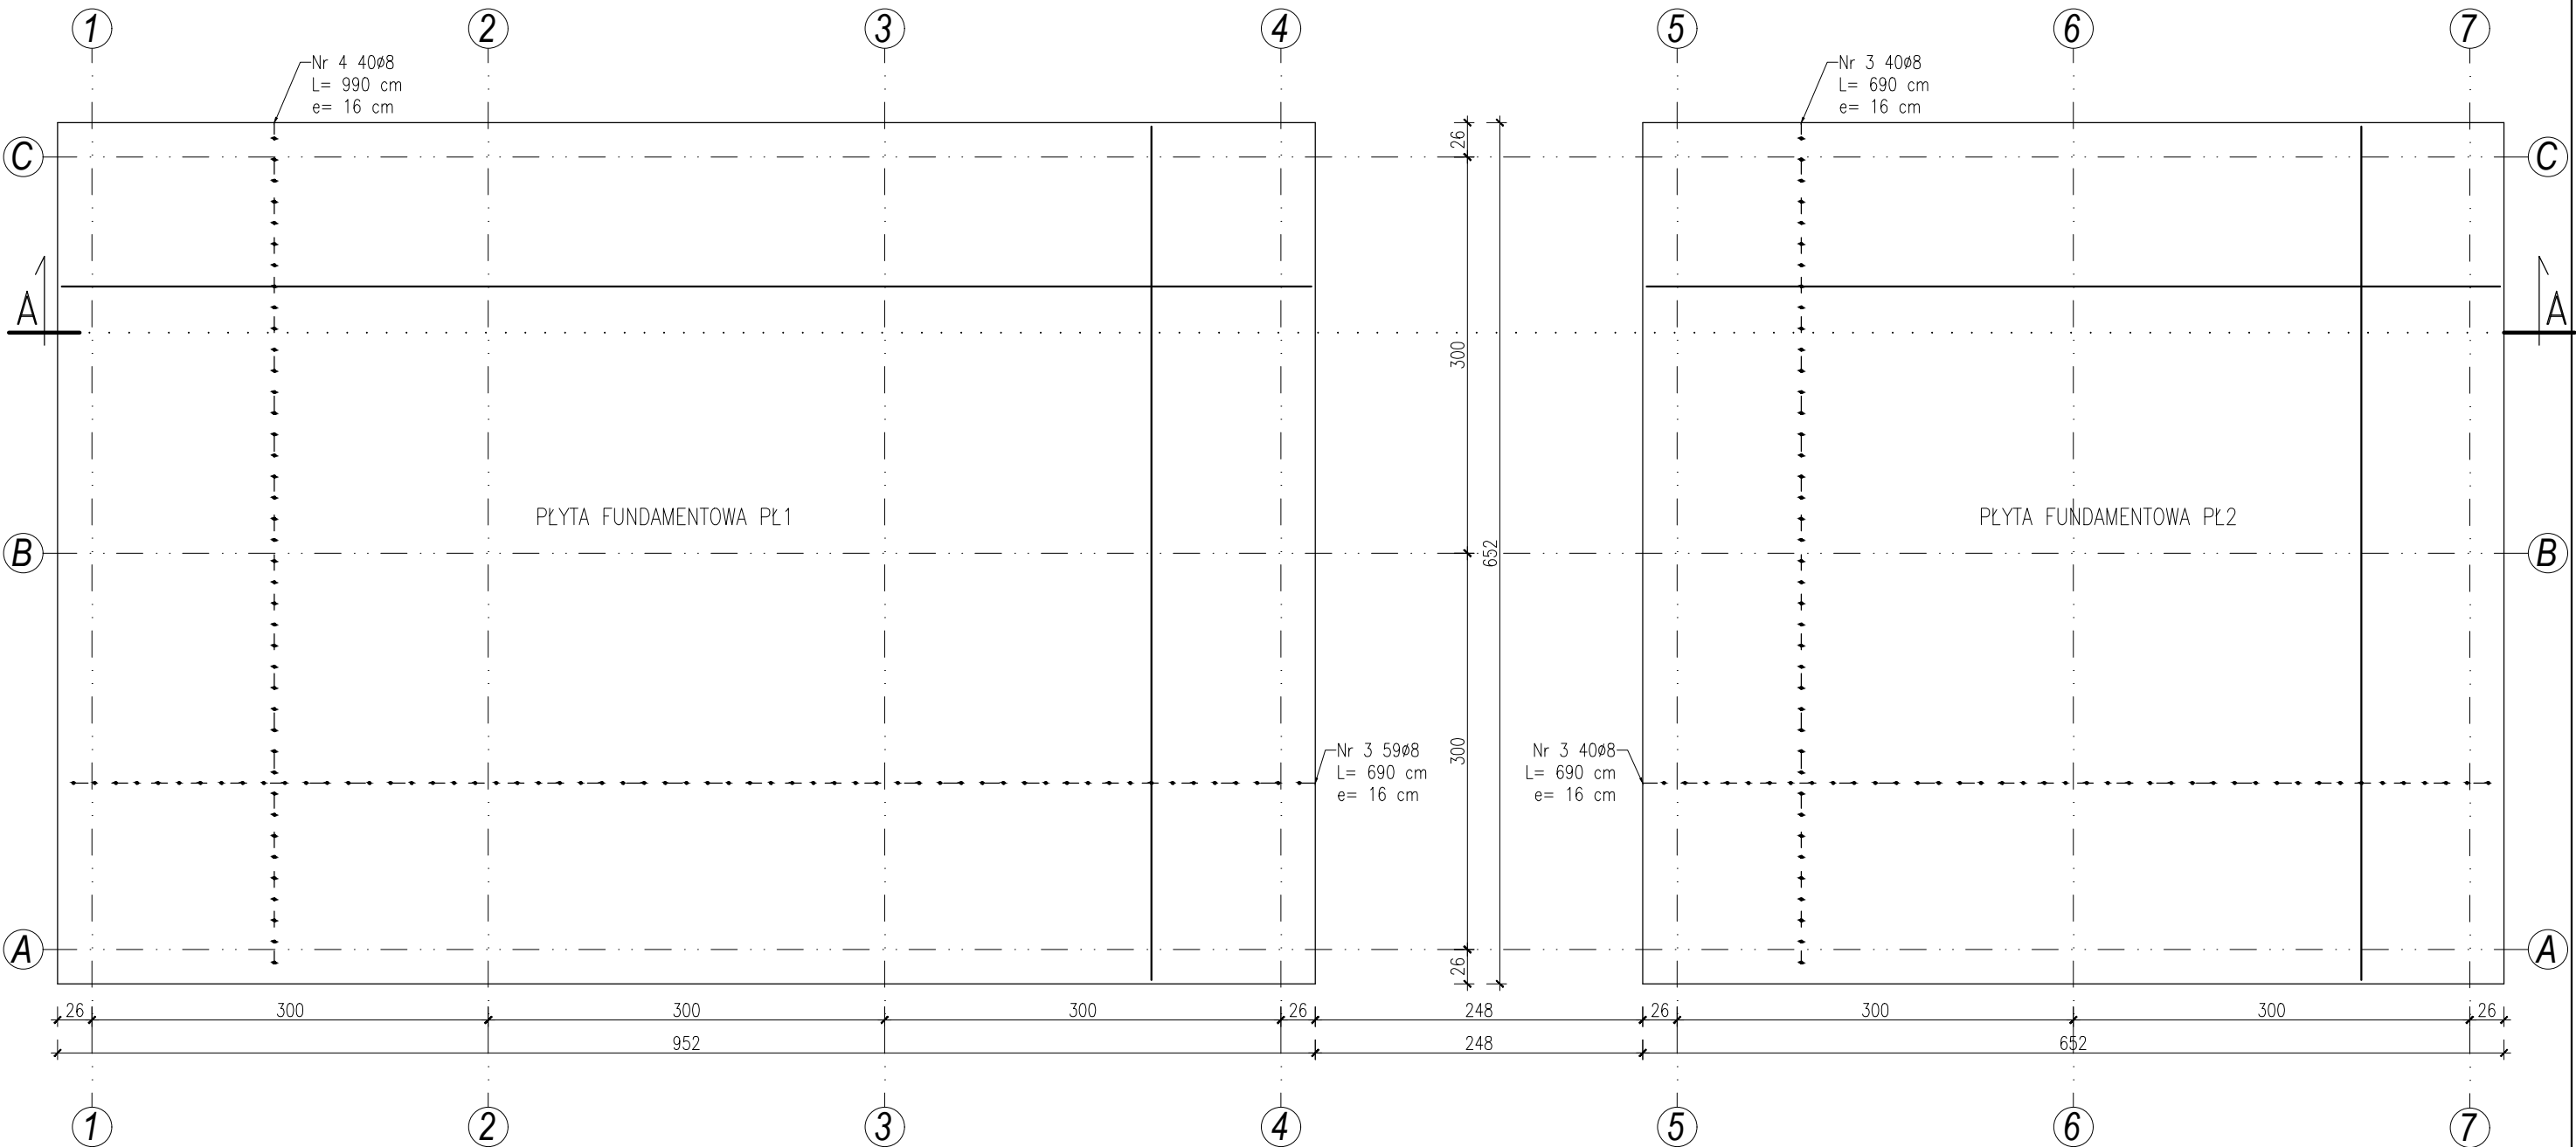 1 2 3 4 5 6 7
Nr 4 40ø8
L= 990 cm
e= 16 cm
Nr 3 40ø8
L= 690 cm
e= 16 cm
C 26 C
A A
300
PŁYTA FUNDAMENTOWA PŁ1
PŁYTA FUNDAMENTOWA PŁ2
B 652 B
Nr 3 59ø8
L= 690 cm
e= 16 cm
300
Nr 3 40ø8
L= 690 cm
e= 16 cm
A 26 A
26 300 300 300 26 248 26 300 300 26
952 248 652
1 2 3 4 5 6 7